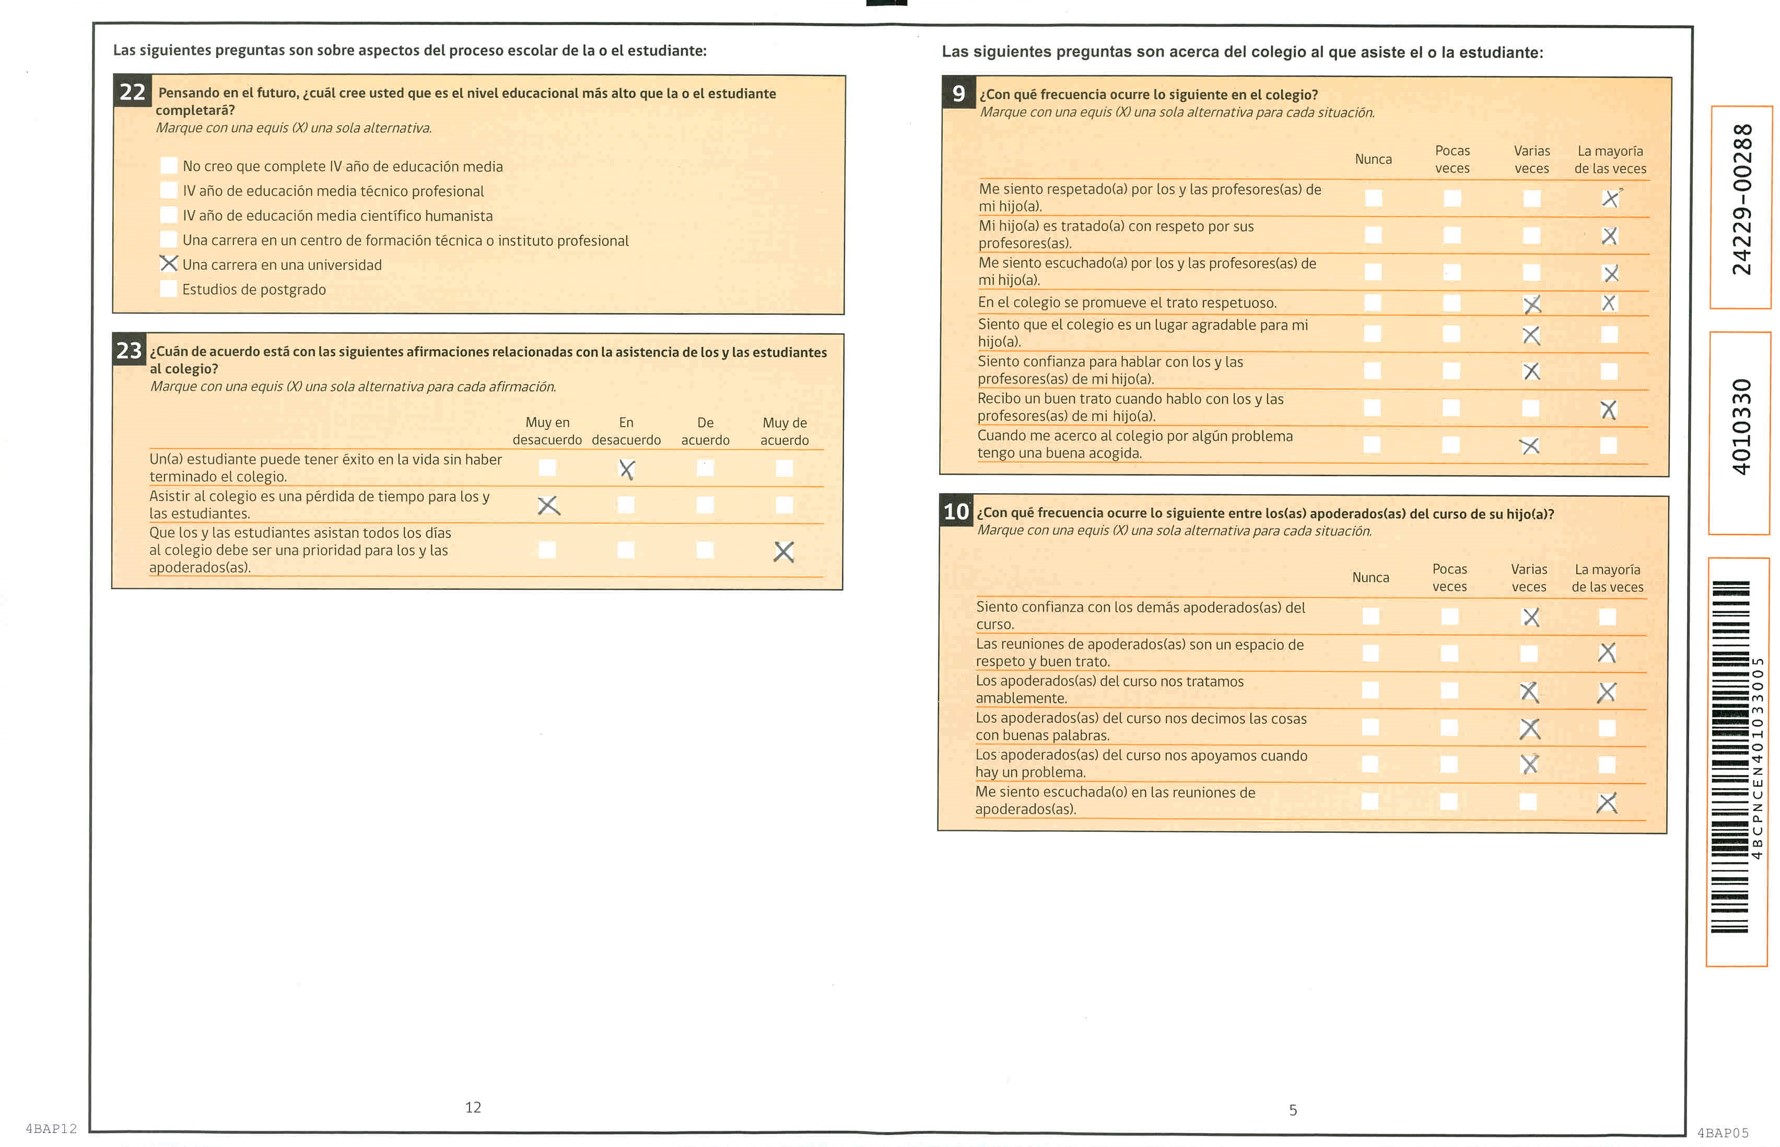 Las siguientes preguntas son sobre aspectos del proceso escolar de la o el estudiante:
22 Pensando en el futuro, ¿cuál cree usted que es el nivel educacional más alto que la o el estudiante
completará?
Marque con una equis (X) una sola alternativa.
No creo que complete IV año de educación media
IV año de educación media técnico profesional
IV año de educación media científico humanista
Una carrera en un centro de formación técnica o instituto profesional
X Una carrera en una universidad
Estudios de postgrado
23 ¿Cuán de acuerdo está con las siguientes afirmaciones relacionadas con la asistencia de los y las estudiantes
al colegio?
Marque con una equis (X) una sola alternativa para cada afirmación.
Muy en En De Muy de
desacuerdo desacuerdo acuerdo acuerdo
Un(a) estudiante puede tener éxito en la vida sin haber
terminado el colegio. X
Asistir al colegio es una pérdida de tiempo para los y
las estudiantes. X
Que los y las estudiantes asistan todos los días
al colegio debe ser una prioridad para los y las X
apoderados(as).
12
4BAP12
Las siguientes preguntas son acerca del colegio al que asiste el o la estudiante:
9 ¿Con qué frecuencia ocurre lo siguiente en el colegio?
Marque con una equis (X) una sola alternativa para cada situación.
Nunca Pocas Varias La mayoría
veces veces de las veces
Me siento respetado(a) por los y las profesores(as) de
mi hijo(a). X
Mi hijo(a) es tratado(a) con respeto por sus
profesores(as). X
Me siento escuchado(a) por los y las profesores(as) de
mi hijo(a). X
En el colegio se promueve el trato respetuoso. X X
Siento que el colegio es un lugar agradable para mi
hijo(a). X
Siento confianza para hablar con los y las
profesores(as) de mi hijo(a). X
Recibo un buen trato cuando hablo con los y las
profesores(as) de mi hijo(a). X
Cuando me acerco al colegio por algún problema
tengo una buena acogida. X
10 ¿Con qué frecuencia ocurre lo siguiente entre los(as) apoderados(as) del curso de su hijo(a)?
Marque con una equis (X) una sola alternativa para cada situación.
Nunca Pocas Varias La mayoría
veces veces de las veces
Siento confianza con los demás apoderados(as) del
curso. X
Las reuniones de apoderados(as) son un espacio de
respeto y buen trato. X
Los apoderados(as) del curso nos tratamos
amablemente. X X
Los apoderados(as) del curso nos decimos las cosas
con buenas palabras. X
Los apoderados(as) del curso nos apoyamos cuando
hay un problema. X
Me siento escuchada(o) en las reuniones de
apoderados(as). X
5
4BAP05
24229-00288
4010330
4BCPNCEN401033005